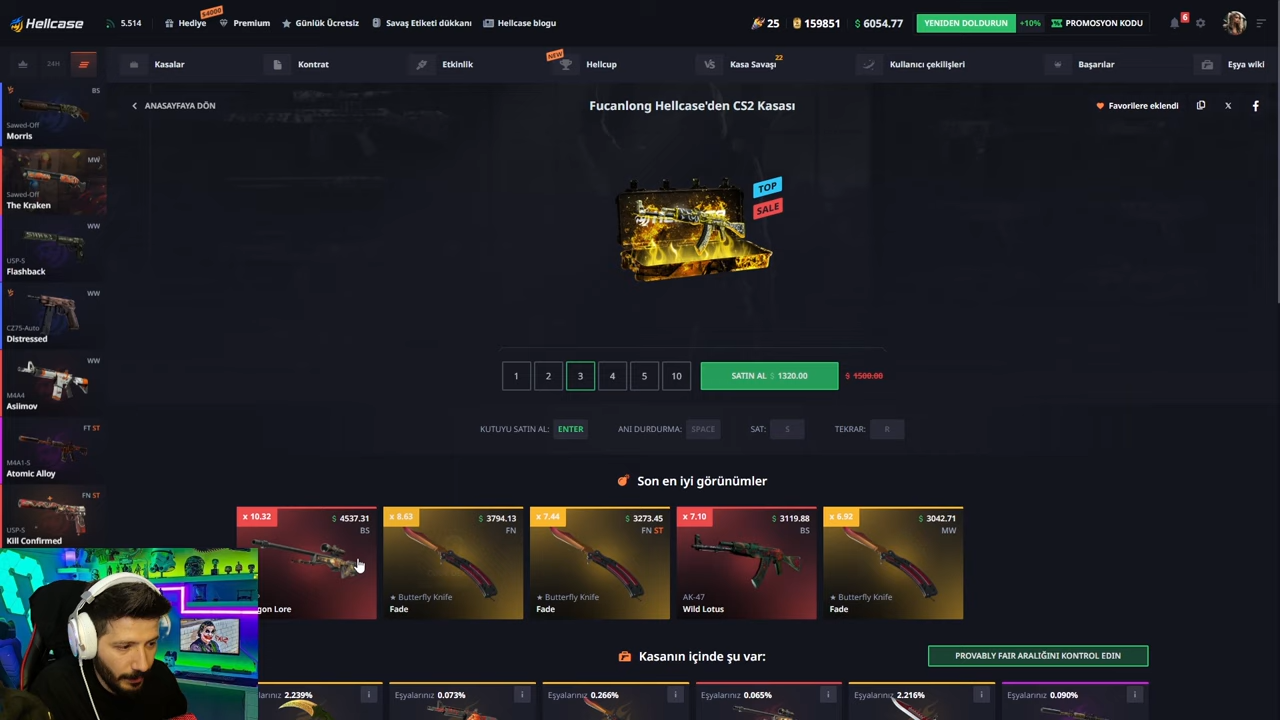 Hellcase
5.514
Hediye
$4000
Premium
Günlük Ücretsiz
Savaş Etiketi dükkanı
Hellcase blogu
25
159851
$ 6054.77
YENİDEN DOLDURUN
+10%
PROMOSYON KODU
6
24H
Kasalar
Kontrat
Etkinlik
NEW
Hellcup
VS
Kasa Savaşı
22
Kullanıcı çekilişleri
Başarılar
Eşya wiki
ANASAYFAYA DÖN
Fucanlong Hellcase'den CS2 Kasası
Favorilere eklendi
BS
Sawed-Off
Morris
MW
Sawed-Off
The Kraken
WW
USP-S
Flashback
WW
CZ75-Auto
Distressed
WW
M4A4
Asiimov
FT ST
M4A1-S
Atomic Alloy
FN ST
USP-S
Kill Confirmed
TOP
SALE
1
2
3
4
5
10
SATIN AL $ 1320.00
$ 1500.00
KUTUYU SATIN AL: ENTER
ANI DURDURMA: SPACE
SAT: S
TEKRAR: R
Son en iyi görünümler
x 10.32
$ 4537.31
BS
gon Lore
x 8.63
$ 3794.13
FN
★ Butterfly Knife
Fade
x 7.44
$ 3273.45
FN ST
★ Butterfly Knife
Fade
x 7.10
$ 3119.88
BS
AK-47
Wild Lotus
x 6.92
$ 3042.71
MW
★ Butterfly Knife
Fade
Kasanın içinde şu var:
PROVABLY FAIR ARALIĞINI KONTROL EDIN
larınız 2.239%
Eşyalarınız 0.073%
Eşyalarınız 0.266%
Eşyalarınız 0.065%
Eşyalarınız 2.216%
Eşyalarınız 0.090%